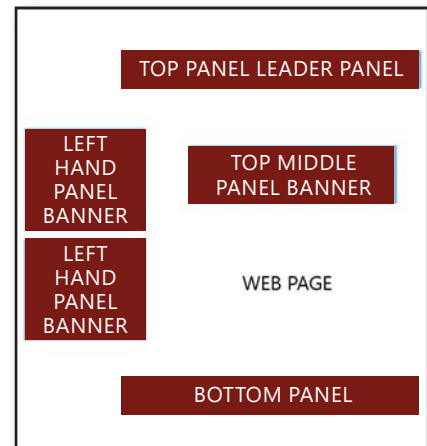 TOP PANEL LEADER PANEL
LEFT
HAND
PANEL
BANNER
TOP MIDDLE
PANEL BANNER
LEFT
HAND
PANEL
BANNER
WEB PAGE
BOTTOM PANEL